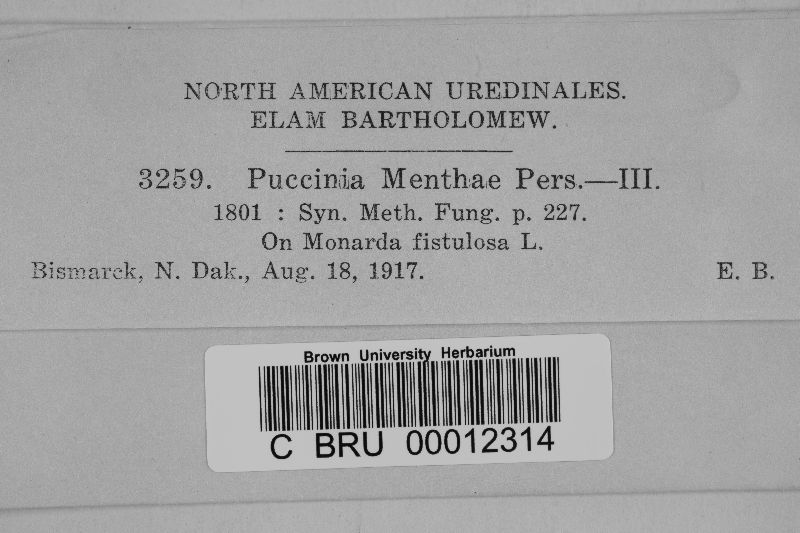 NORTH AMERICAN UREDINALES.
ELAM BARTHOLOMEW.
3259. Puccinia Menthae Pers.—III.
1801 : Syn. Meth. Fung. p. 227.
On Monarda fistulosa L.
Bismarck, N. Dak., Aug. 18, 1917. E. B.
Brown University Herbarium
C BRU 00012314